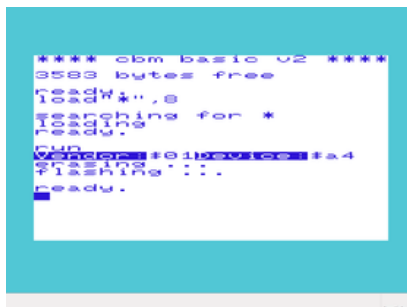 **** cbm basic v2 ****
3583 bytes free
ready.
load"*",8
searching for *
loading
ready.
run
Vendor:$01Device:$a4
erasing ...
flashing ...
ready.